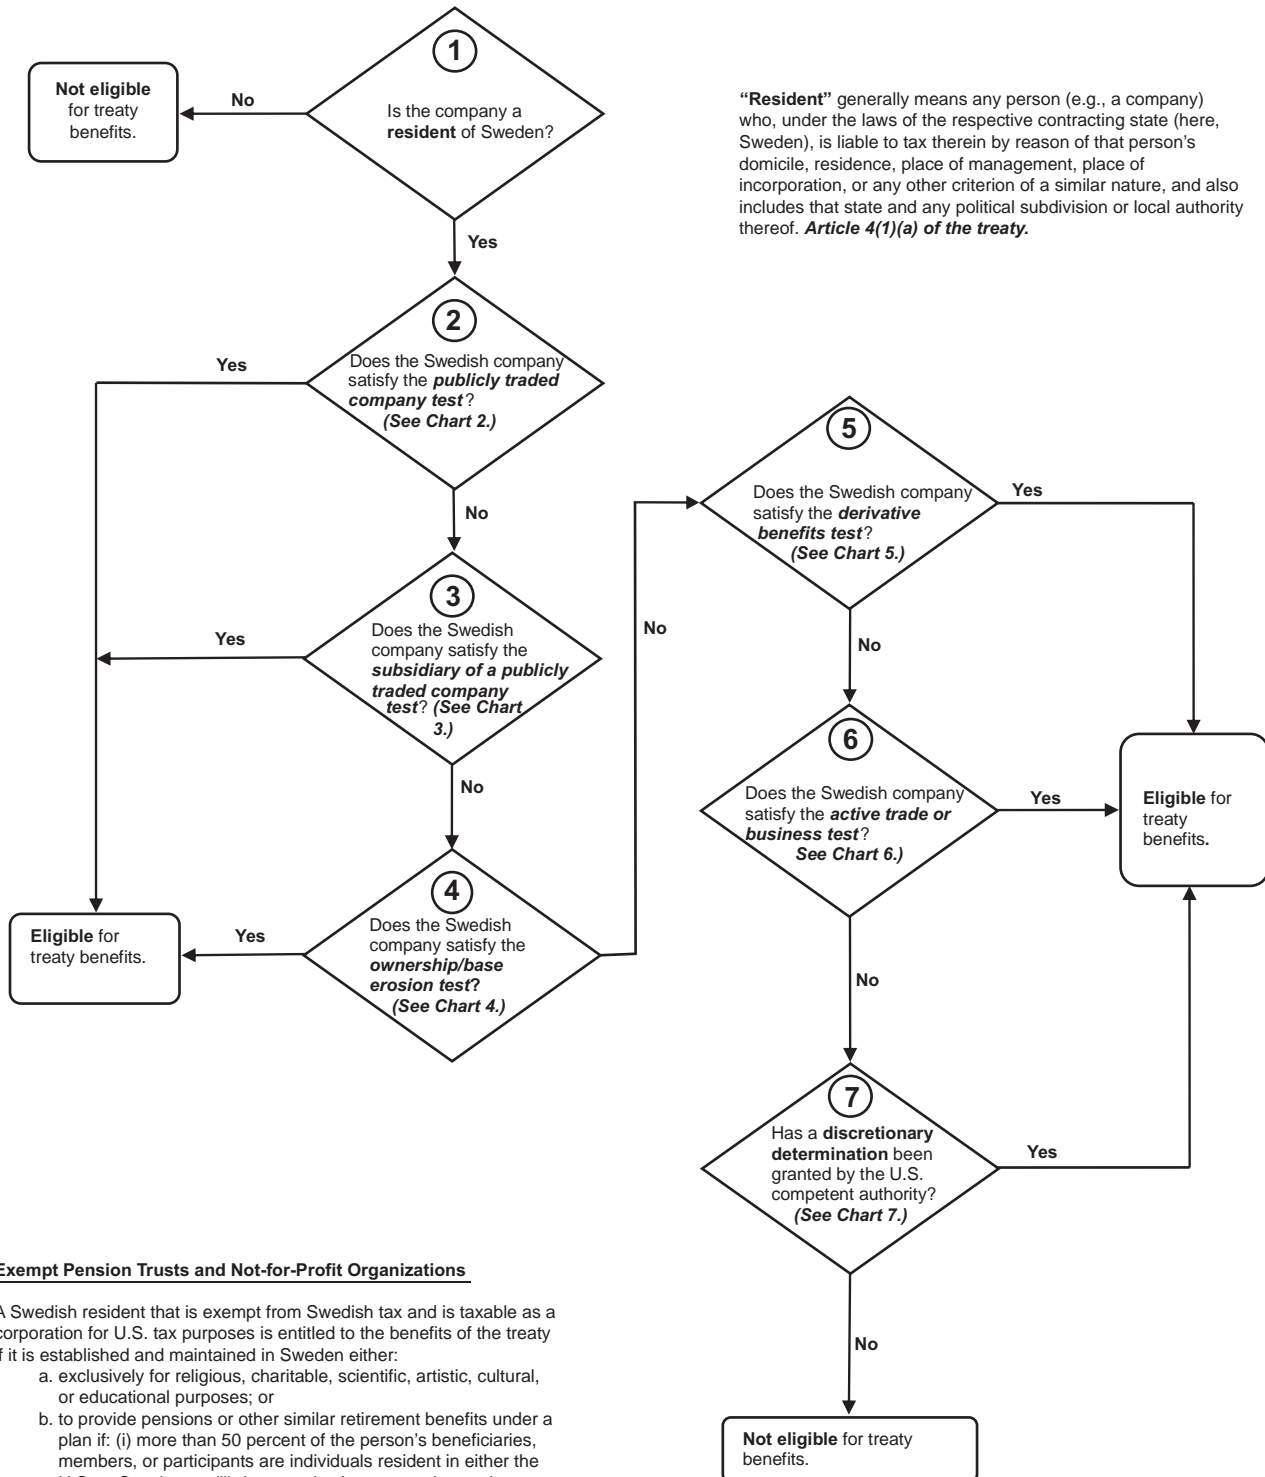 1
Is the company a
resident of Sweden?
No
Not eligible
for treaty
benefits.
Yes
“Resident” generally means any person (e.g., a company)
who, under the laws of the respective contracting state (here,
Sweden), is liable to tax therein by reason of that person’s
domicile, residence, place of management, place of
incorporation, or any other criterion of a similar nature, and also
includes that state and any political subdivision or local authority
thereof. Article 4(1)(a) of the treaty.
2
Does the Swedish company
satisfy the publicly traded
company test?
(See Chart 2.)
Yes
No
3
Does the Swedish
company satisfy the
subsidiary of a publicly
traded company
test? (See Chart
3.)
Yes
No
4
Does the Swedish
company satisfy the
ownership/base
erosion test?
(See Chart 4.)
Yes
Eligible for
treaty benefits.
No
5
Does the Swedish company
satisfy the derivative
benefits test?
(See Chart 5.)
Yes
No
6
Does the Swedish company
satisfy the active trade or
business test?
See Chart 6.)
Yes
Eligible for
treaty
benefits.
No
7
Has a discretionary
determination been
granted by the U.S.
competent authority?
(See Chart 7.)
Yes
No
Not eligible for treaty
benefits.
Exempt Pension Trusts and Not-for-Profit Organizations
A Swedish resident that is exempt from Swedish tax and is taxable as a
corporation for U.S. tax purposes is entitled to the benefits of the treaty
if it is established and maintained in Sweden either:
a. exclusively for religious, charitable, scientific, artistic, cultural,
or educational purposes; or
b. to provide pensions or other similar retirement benefits under a
plan if: (i) more than 50 percent of the person’s beneficiaries,
members, or participants are individuals resident in either the